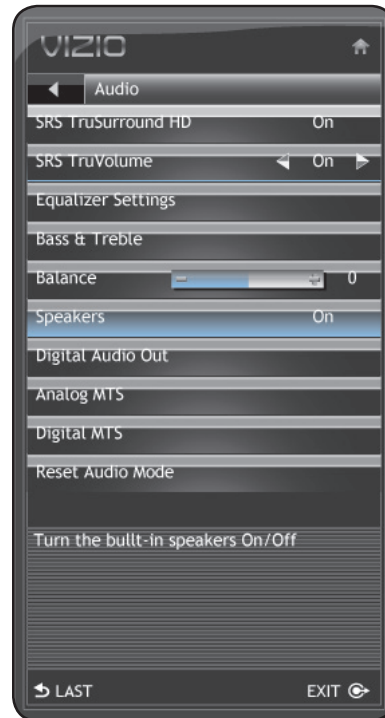 VIZIO
Audio
SRS TruSurround HD On
SRS TruVolume On
Equalizer Settings
Bass & Treble
Balance 0
Speakers On
Digital Audio Out
Analog MTS
Digital MTS
Reset Audio Mode
Turn the built-in speakers On/Off
LAST EXIT